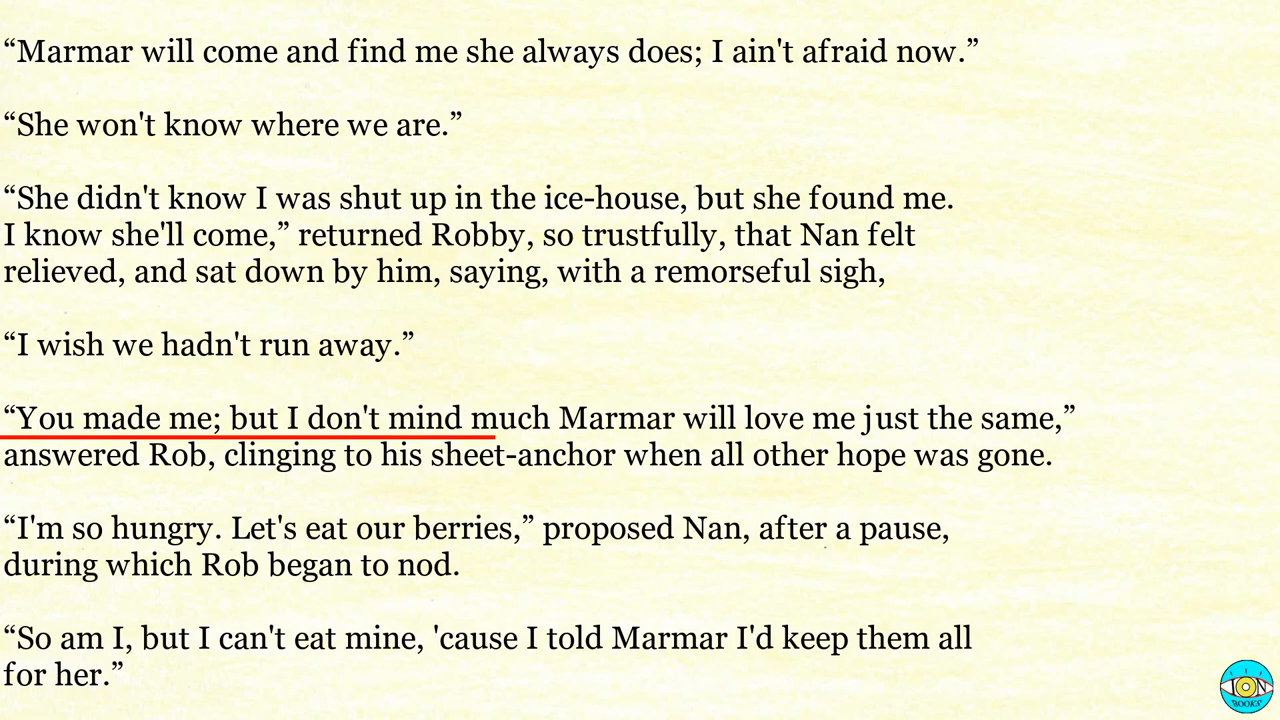 “Marmar will come and find me she always does; I ain't afraid now.”
“She won't know where we are.”
“She didn't know I was shut up in the ice-house, but she found me.
I know she'll come,” returned Robby, so trustfully, that Nan felt
relieved, and sat down by him, saying, with a remorseful sigh,
“I wish we hadn't run away.”
“You made me; but I don't mind much Marmar will love me just the same,”
answered Rob, clinging to his sheet-anchor when all other hope was gone.
“I'm so hungry. Let's eat our berries,” proposed Nan, after a pause,
during which Rob began to nod.
“So am I, but I can't eat mine, 'cause I told Marmar I'd keep them all
for her.”
ION
BOOKS